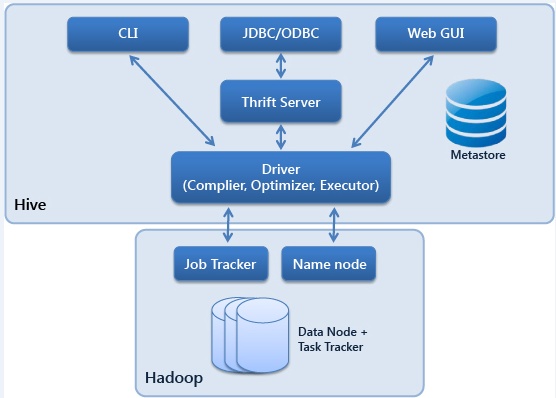 CLI
JDBC/ODBC
Web GUI
Thrift Server
Metastore
Driver
(Complier, Optimizer, Executor)
Hive
Job Tracker
Name node
Data Node +
Task Tracker
Hadoop